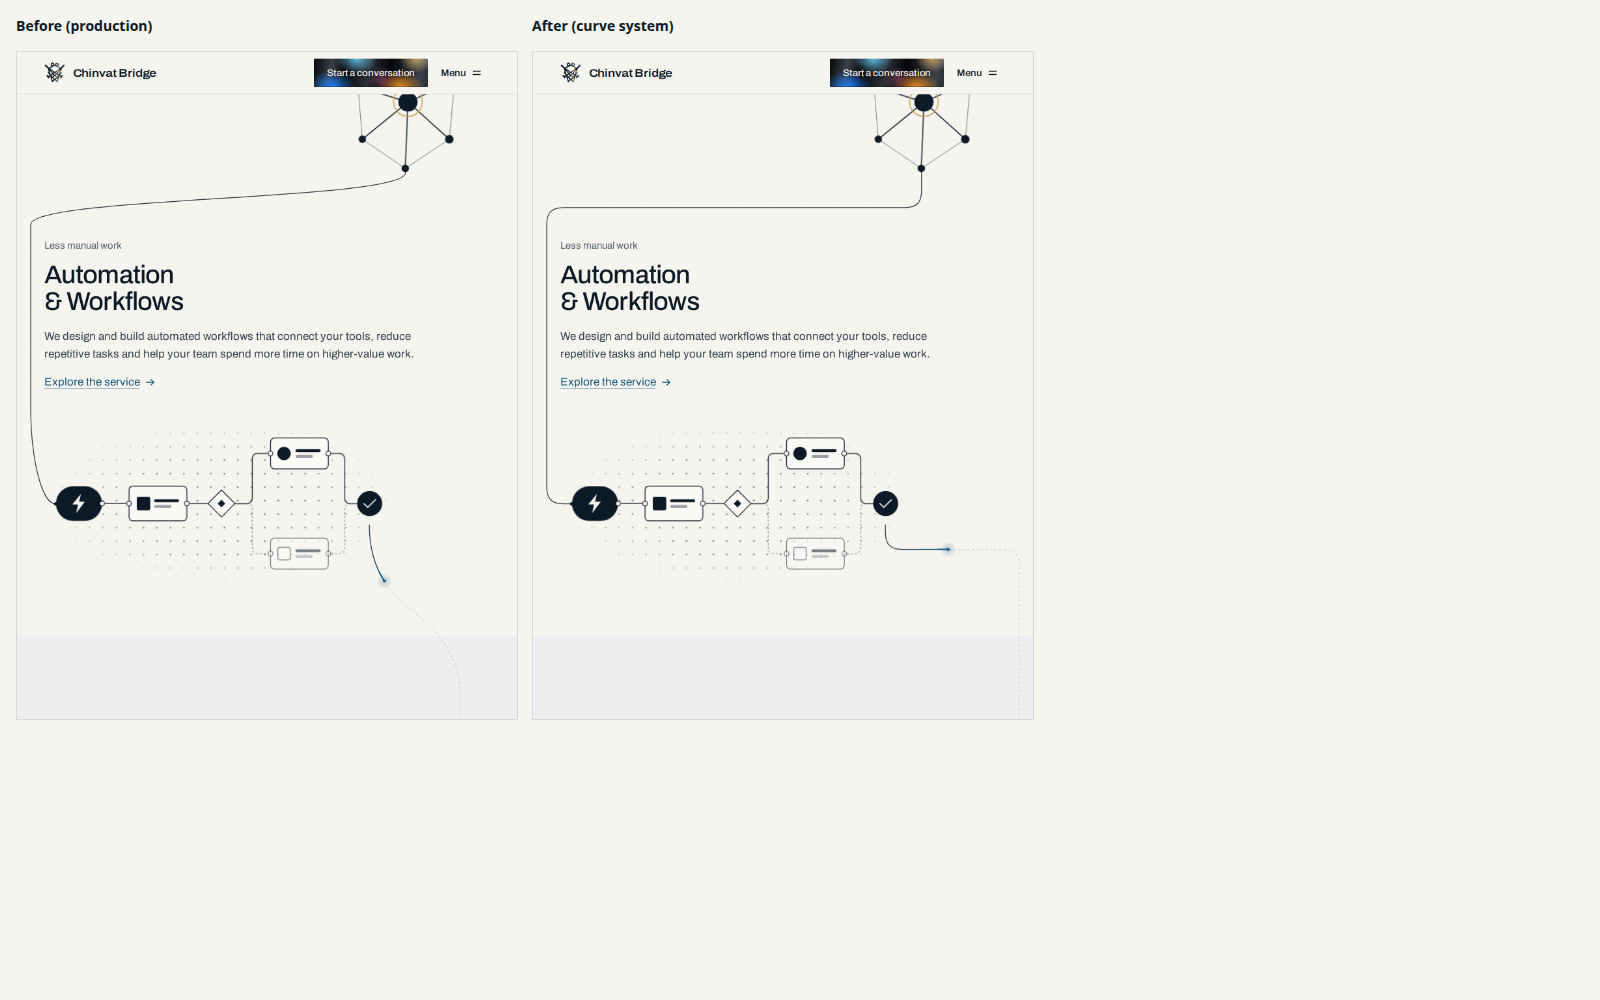 Before (production)
After (curve system)
Chinvat Bridge
Start a conversation
Menu
Less manual work
Automation
& Workflows
We design and build automated workflows that connect your tools, reduce
repetitive tasks and help your team spend more time on higher-value work.
Explore the service →
Chinvat Bridge
Start a conversation
Menu
Less manual work
Automation
& Workflows
We design and build automated workflows that connect your tools, reduce
repetitive tasks and help your team spend more time on higher-value work.
Explore the service →